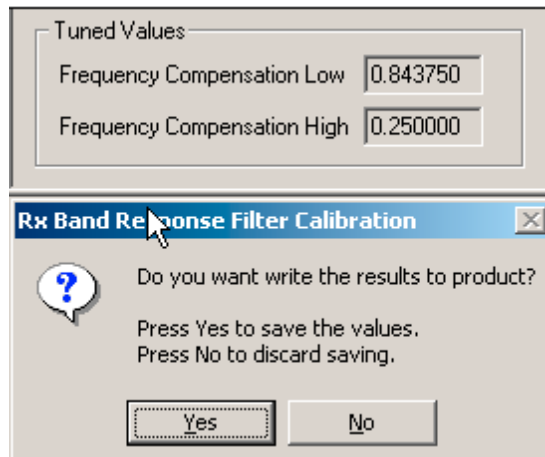 Tuned Values
Frequency Compensation Low 0.843750
Frequency Compensation High 0.250000
Rx Band Response Filter Calibration
Do you want write the results to product?
Press Yes to save the values.
Press No to discard saving.
Yes No